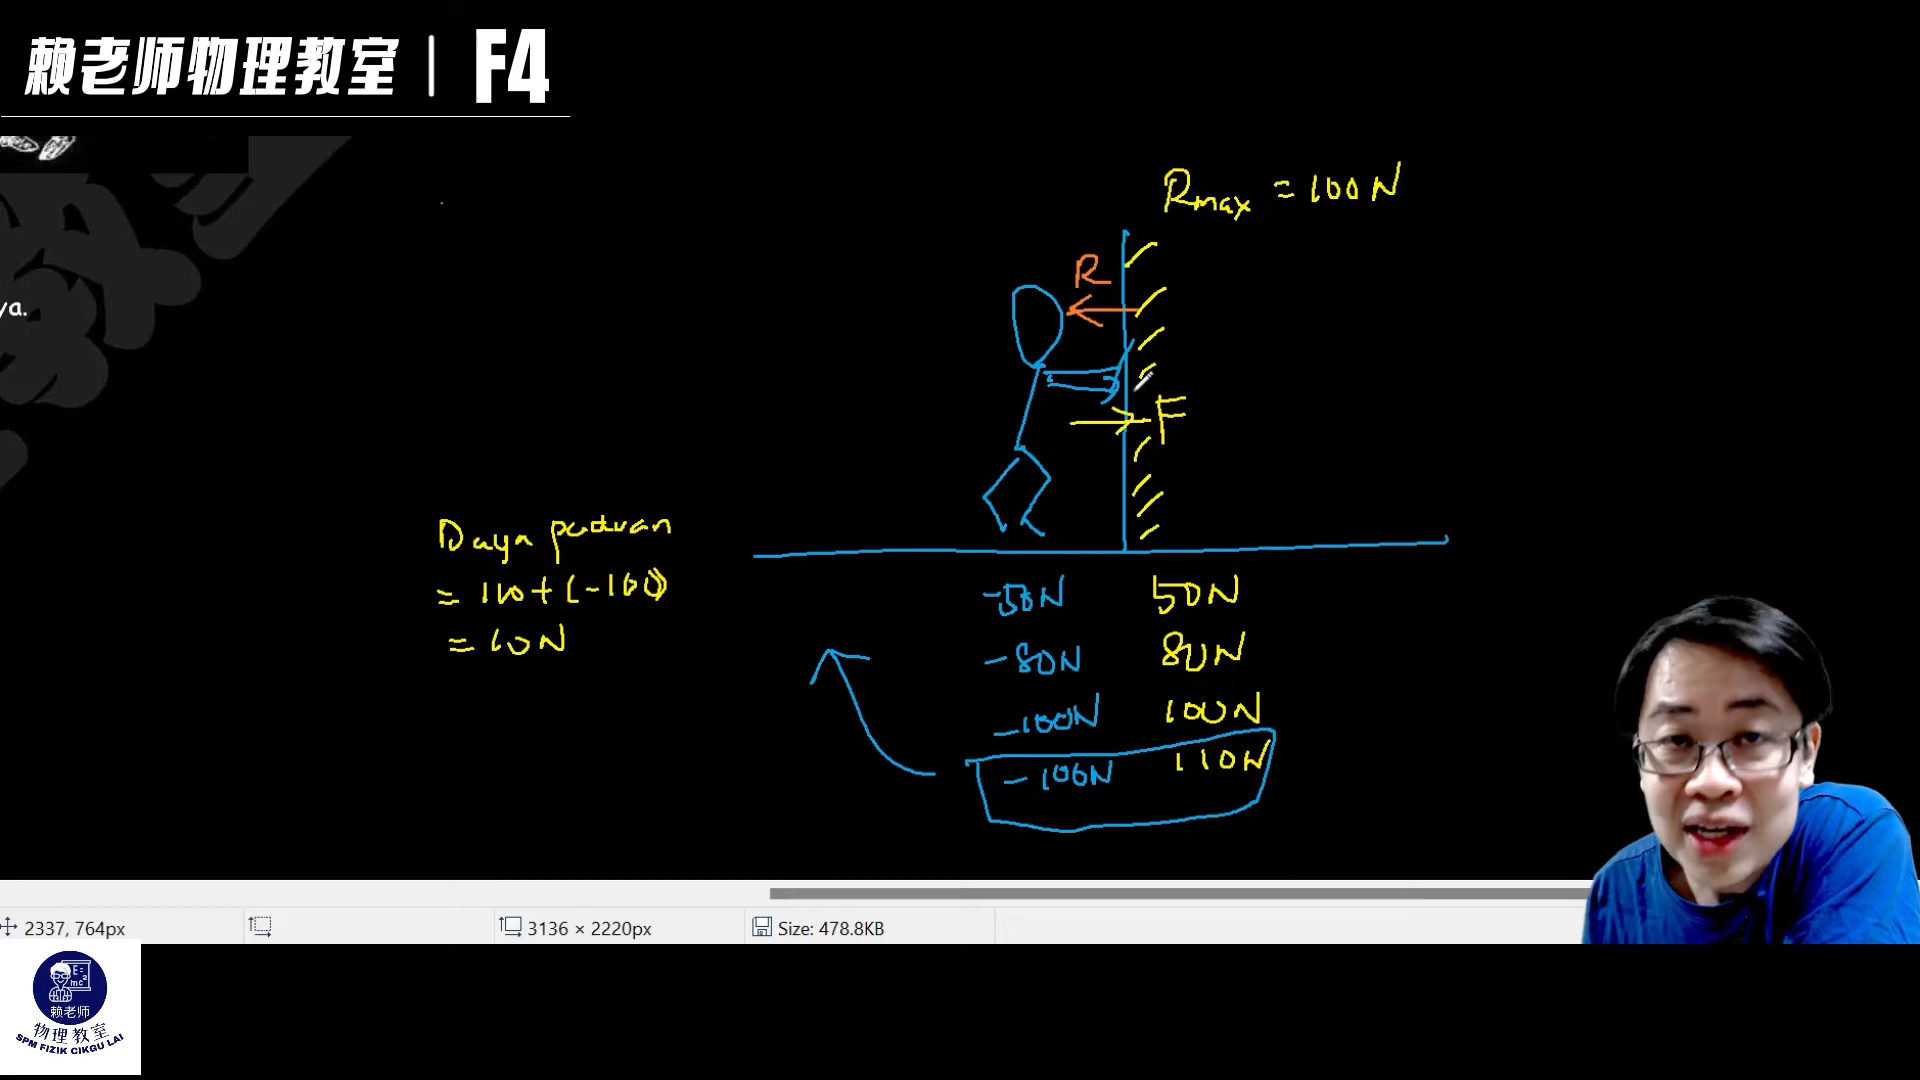 赖老师物理教室 | F4
ya.
Rmax = 100N
R
F
Daya paduan
= 110 + (-100)
= 10N
-50N 50N
-80N 80N
-100N 100N
-100N 110N
2337, 764px
3136 × 2220px
Size: 478.8KB
E=
mc²
赖老师
物理教室
SPM FIZIK CIKGU LAI